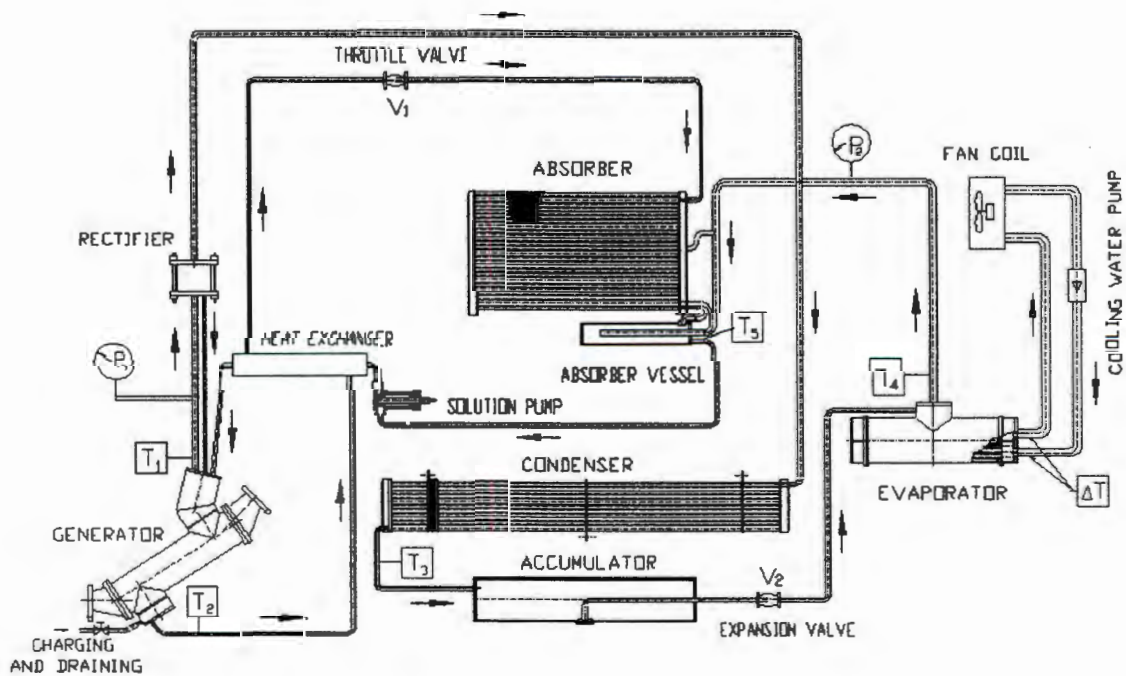 THROTTLE VALVE
V1
ABSORBER
P2
FAN COIL
COOLING WATER PUMP
RECTIFIER
HEAT EXCHANGER
P
T5
ABSORBER VESSEL
T4
SOLUTION PUMP
T1
CONDENSER
EVAPORATOR
ΔT
GENERATOR
T3
ACCUMULATOR
V2
T2
EXPANSION VALVE
CHARGING
AND DRAINING